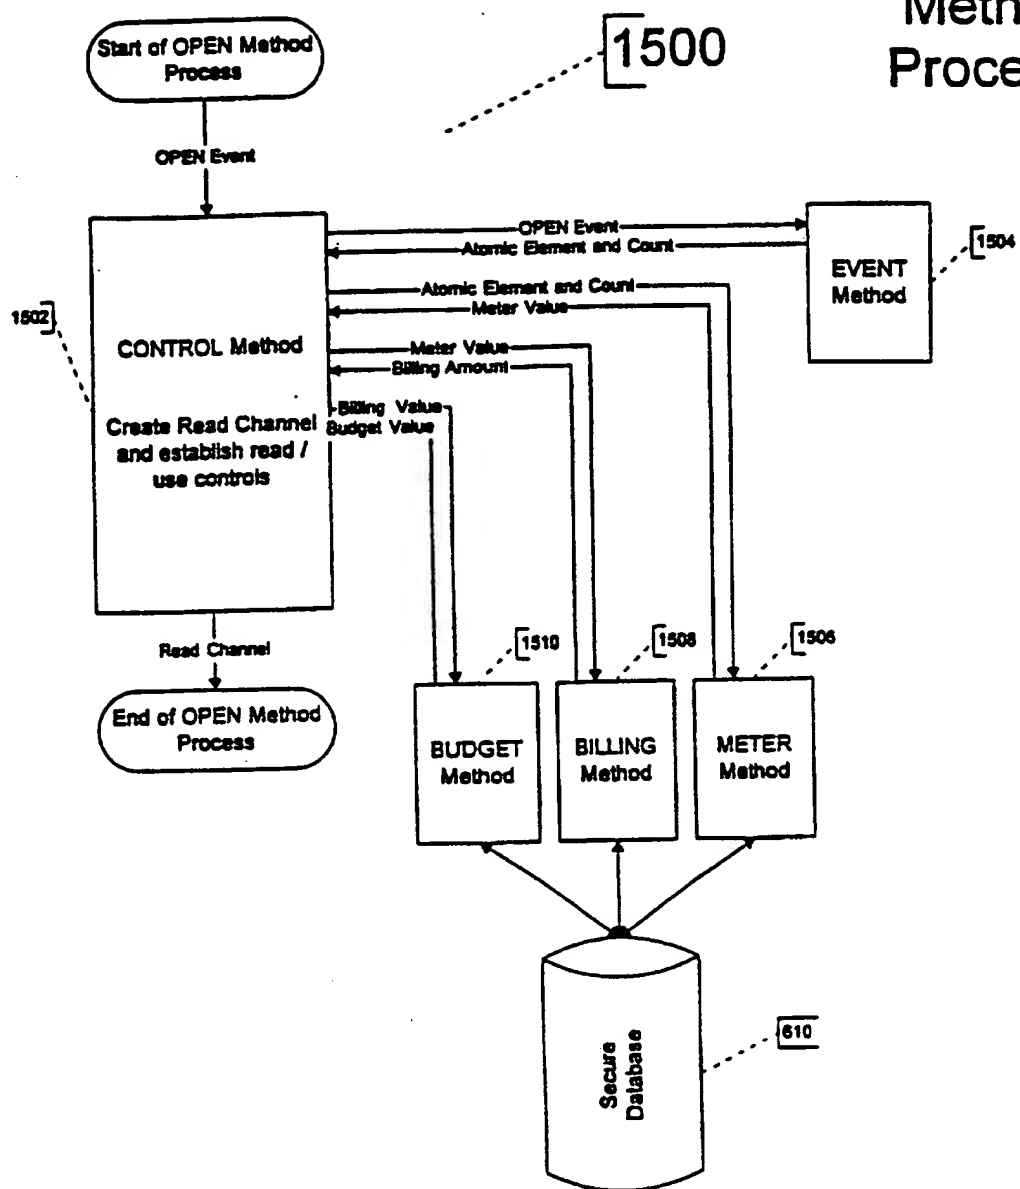 Meth
Proce
1500
Start of OPEN Method
Process
OPEN Event
OPEN Event
Atomic Element and Count
1504
EVENT
Method
Atomic Element and Count
Meter Value
1502
CONTROL Method
Meter Value
Billing Amount
Billing Value
Budget Value
Create Read Channel
and establish read /
use controls
Read Channel
1510
1508
1506
End of OPEN Method
Process
BUDGET
Method
BILLING
Method
METER
Method
Secure
Database
610